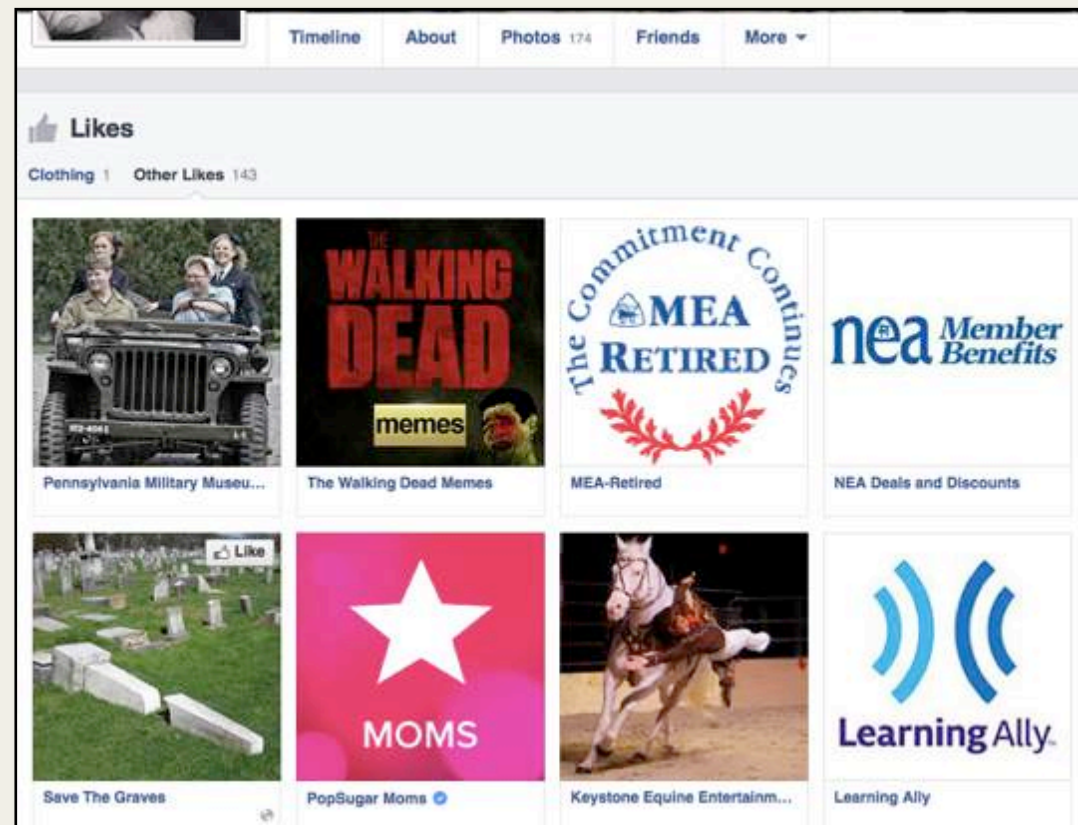 Timeline About Photos 174 Friends More
Likes
Clothing 1 Other Likes 143
THE
WALKING
DEAD
memes
The Commitment Continues
MEA
RETIRED
nea Member
Benefits
Pennsylvania Military Museu...
The Walking Dead Memes
MEA-Retired
NEA Deals and Discounts
Like
MOMS
Learning Ally
Save The Graves
PopSugar Moms
Keystone Equine Entertainm...
Learning Ally